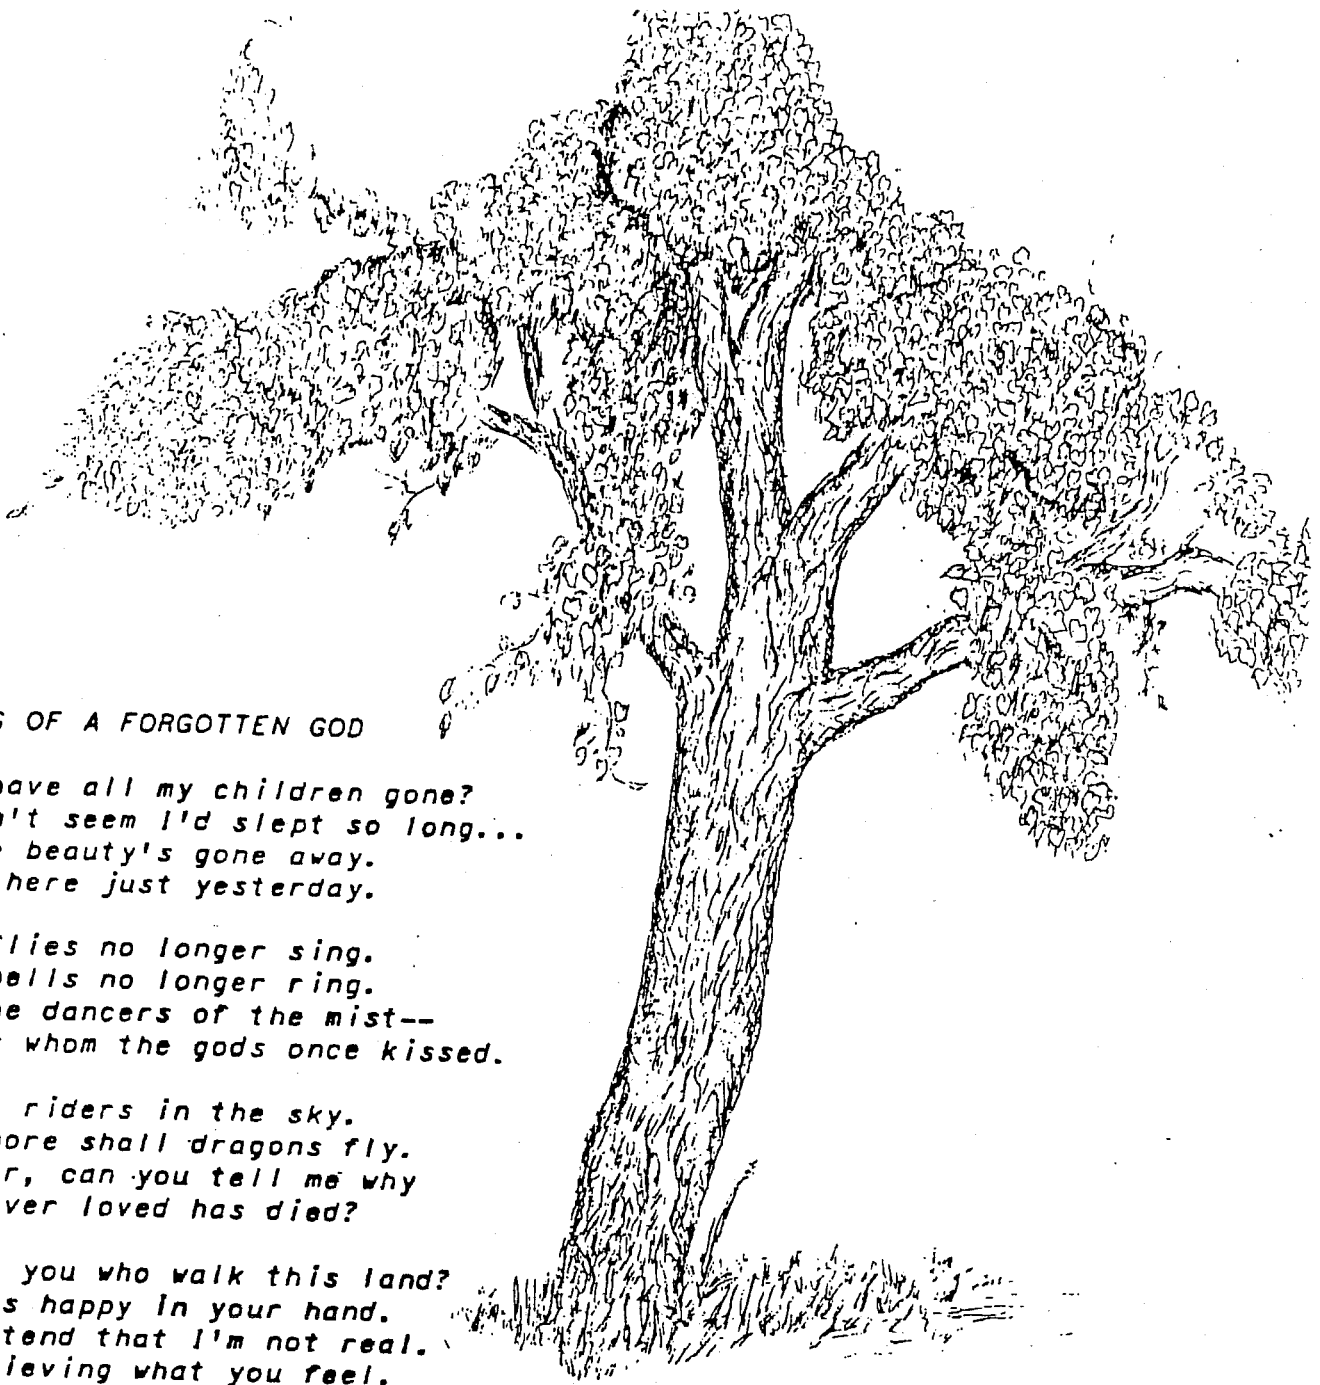 OF A FORGOTTEN GOD
have all my children gone?
n't seem I'd slept so long...
beauty's gone away.
here just yesterday.
lies no longer sing.
bells no longer ring.
dancers of the mist--
whom the gods once kissed.
riders in the sky.
ore shall dragons fly.
r, can you tell me why
ver loved has died?
you who walk this land?
s happy in your hand.
tend that I'm not real.
ieving what you feel.